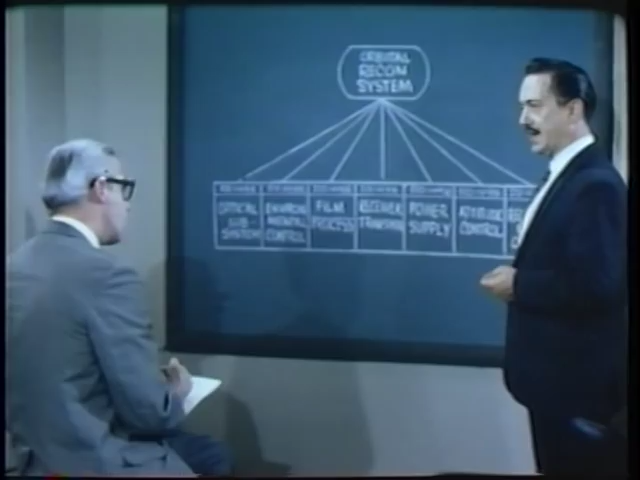 ORBITAL
RECON
SYSTEM
OPTICAL
SUB
SYSTEM
ENVIRON
MENTAL
CONTROL
FILM
PROCESS
RECEIVER
POWER
SUPPLY
ATTITUDE
CONTROL